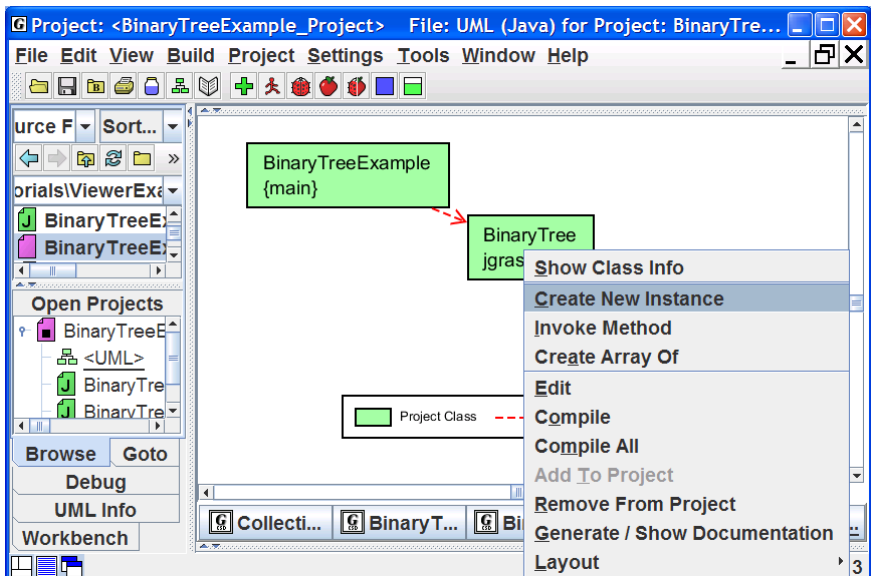 Project: <BinaryTreeExample_Project> File: UML (Java) for Project: BinaryTre...
File Edit View Build Project Settings Tools Window Help
urce F Sort...
»
orials\ViewerExa
BinaryTreeE
BinaryTreeE
Open Projects
BinaryTreeE
<UML>
BinaryTre
BinaryTre
Browse Goto
Debug
UML Info
Workbench
BinaryTreeExample
{main}
BinaryTree
jgras
Project Class
Show Class Info
Create New Instance
Invoke Method
Create Array Of
Edit
Compile
Compile All
Add To Project
Remove From Project
Generate / Show Documentation
Layout
Collecti... BinaryT... Bi
3